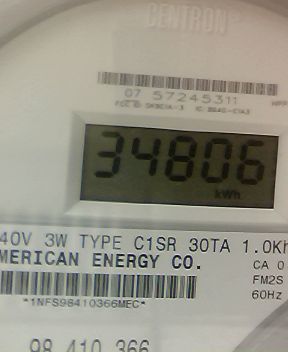 CENTRON®
07 57245311
34806
kWh
40V 3W TYPE C1SR 30TA 1.0Kh
MERICAN ENERGY CO.
CA 0
FM2S
60Hz
*1NFS98410366MEC*
98 410 366